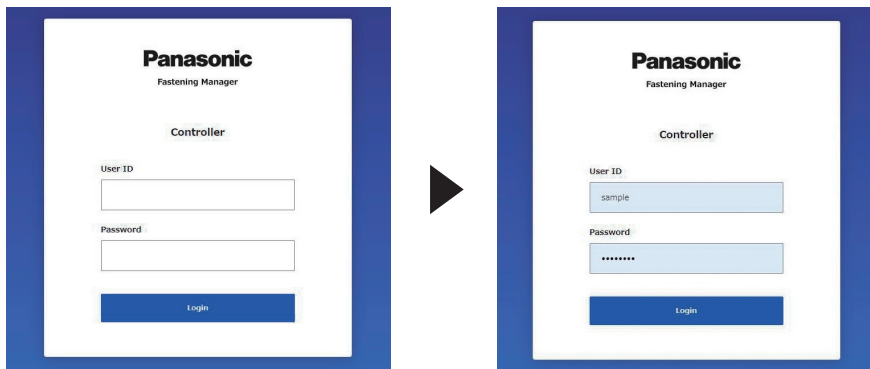 Panasonic
Fastening Manager
Controller
User ID
Password
Login
Panasonic
Fastening Manager
Controller
User ID
sample
Password
••••••••
Login